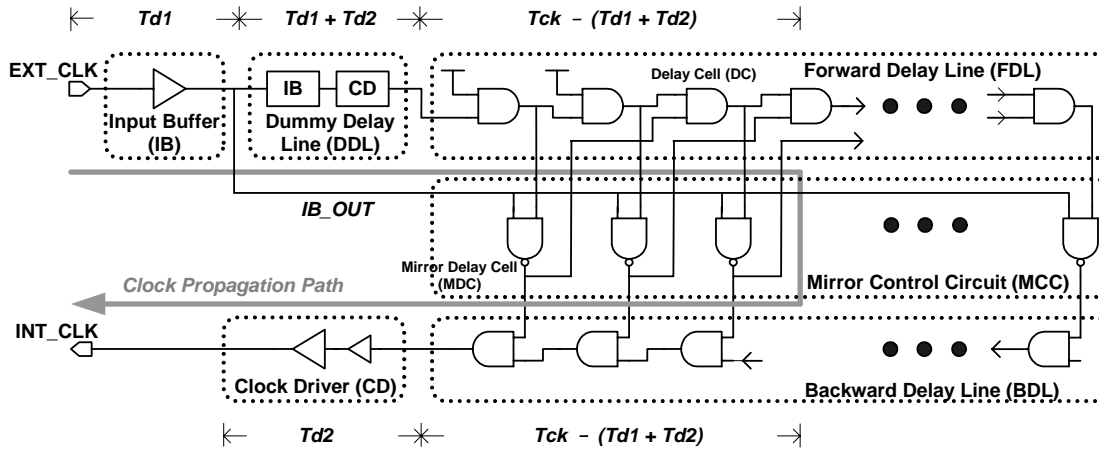 Td1
Td1 + Td2
Tck - (Td1 + Td2)
EXT_CLK
IB
CD
Delay Cell (DC)
Forward Delay Line (FDL)
Input Buffer
(IB)
Dummy Delay
Line (DDL)
IB_OUT
Mirror Delay Cell
(MDC)
Mirror Control Circuit (MCC)
Clock Propagation Path
INT_CLK
Clock Driver (CD)
Backward Delay Line (BDL)
Td2
Tck - (Td1 + Td2)